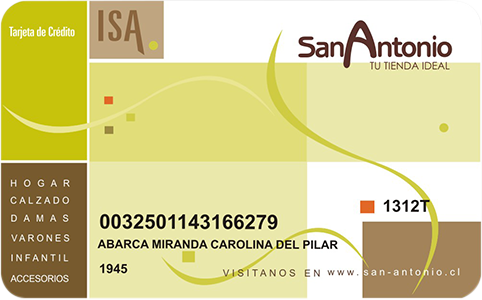 Tarjeta de Crédito
ISA
SanAntonio
TU TIENDA IDEAL
HOGAR
CALZADO
DAMAS
VARONES
INFANTIL
ACCESORIOS
1312T
0032501143166279
ABARCA MIRANDA CAROLINA DEL PILAR
1945
VISITANOS EN www.san-antonio.cl